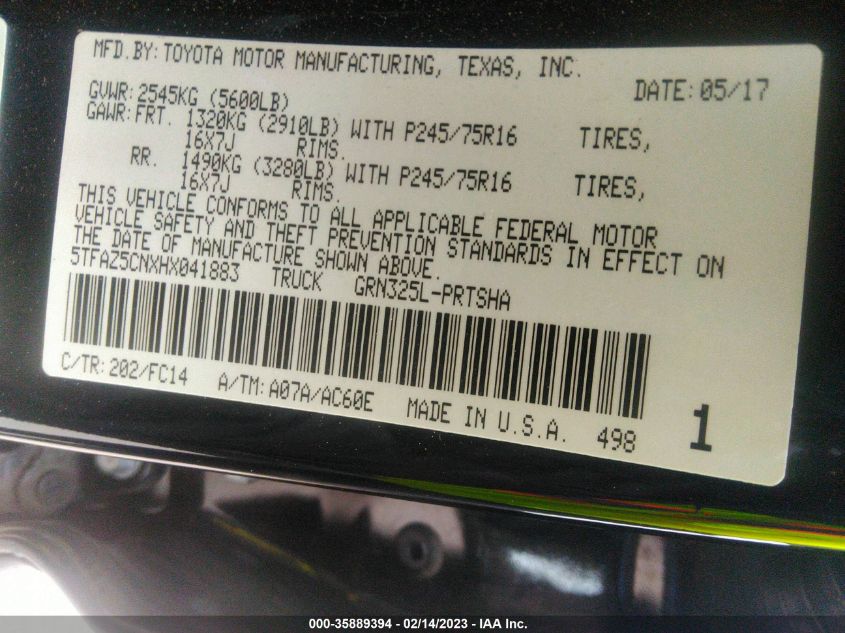 MFD.BY:TOYOTA MOTOR MANUFACTURING, TEXAS, INC.
DATE:05/17
GVWR:2545KG (5600LB)
GAWR:FRT. 1320KG (2910LB) WITH P245/75R16 TIRES,
16X7J RIMS.
RR. 1490KG (3280LB) WITH P245/75R16 TIRES,
16X7J RIMS.
THIS VEHICLE CONFORMS TO ALL APPLICABLE FEDERAL MOTOR
VEHICLE SAFETY AND THEFT PREVENTION STANDARDS IN EFFECT ON
THE DATE OF MANUFACTURE SHOWN ABOVE.
5TFAZ5CNXHX041883 TRUCK GRN325L-PRTSHA
C/TR:202/FC14 A/TM:A07A/AC60E MADE IN U.S.A. 498 1
000-35889394 - 02/14/2023 - IAA Inc.